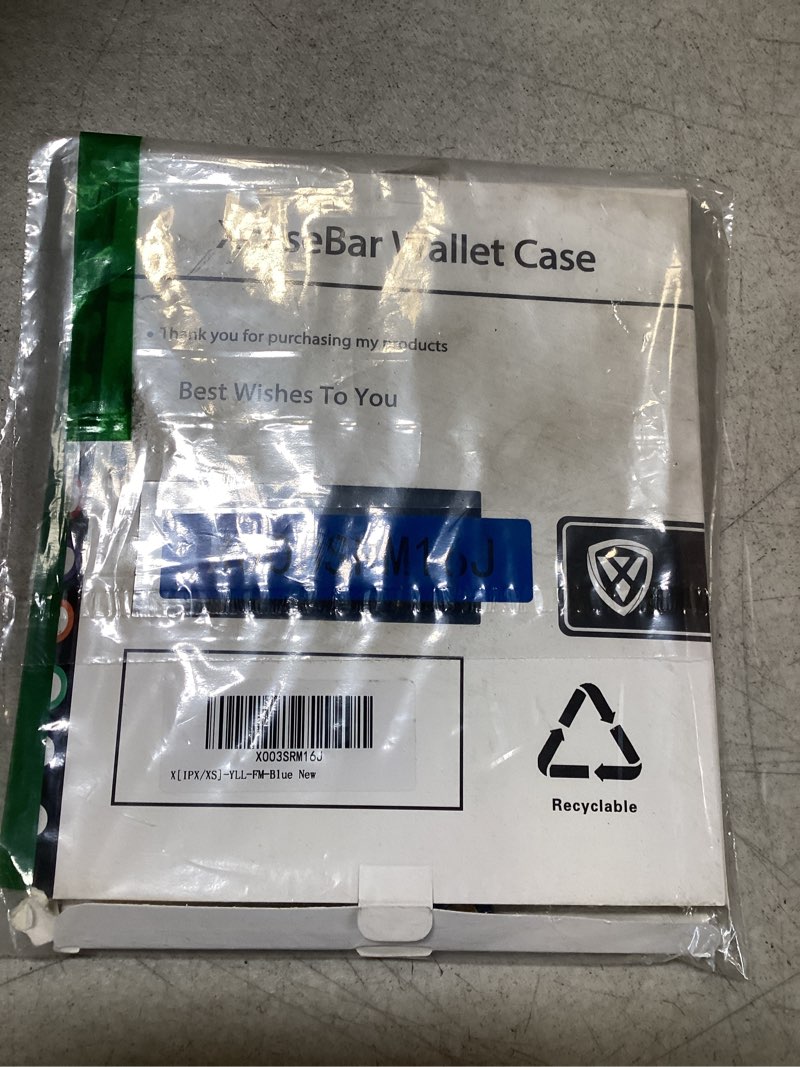 Wallet Case
• Thank you for purchasing my products
Best Wishes To You
X003SRM16J
X[IPX/XS]-YLL-FM-Blue New
Recyclable